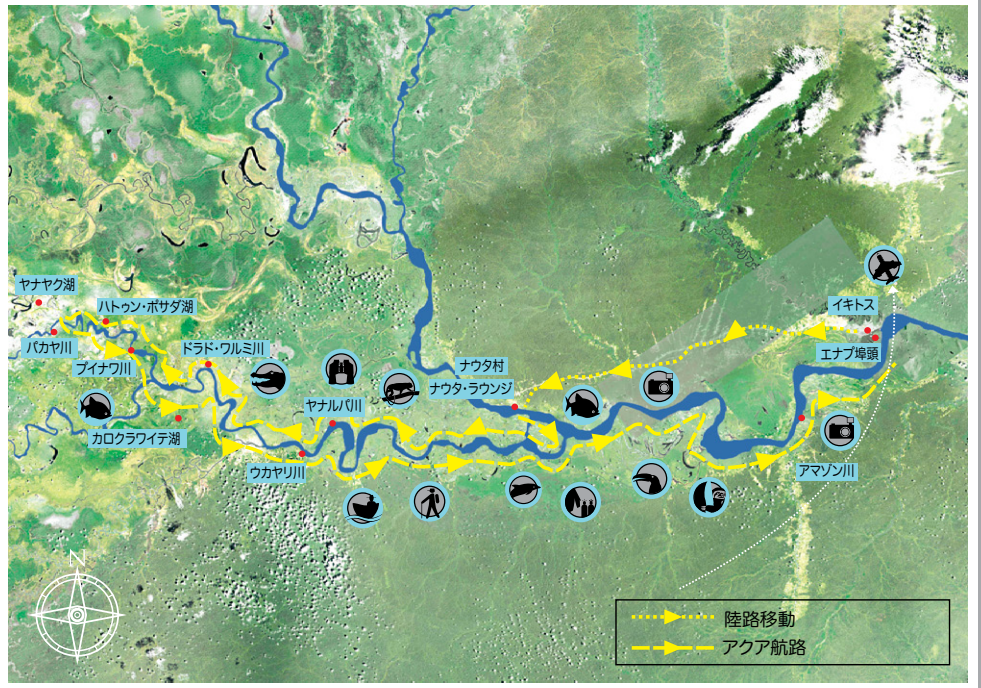 ヤナヤク湖
ハトゥン・ポサダ湖
イキトス
パカヤ川
プイナワ川
ドラド・ワルミ川
エナプ埠頭
ナウタ村
ナウタ・ラウンジ
ヤナルパ川
カロクラワイテ湖
ウカヤリ川
アマゾン川
N
陸路移動
アクア航路